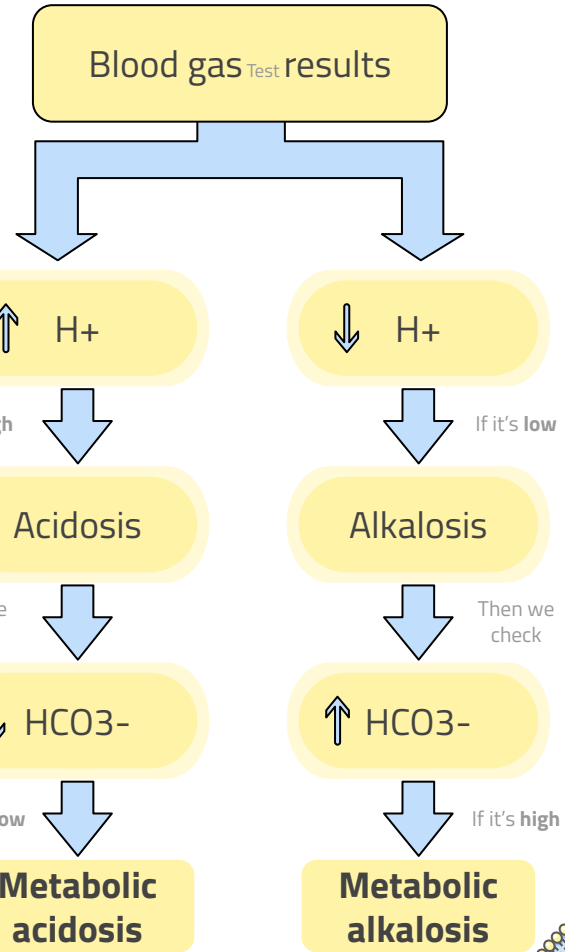 Blood gas Test results
H+
H+
If it's low
Acidosis
Alkalosis
Then we
check
HCO3-
HCO3-
If it's high
Metabolic
acidosis
Metabolic
alkalosis